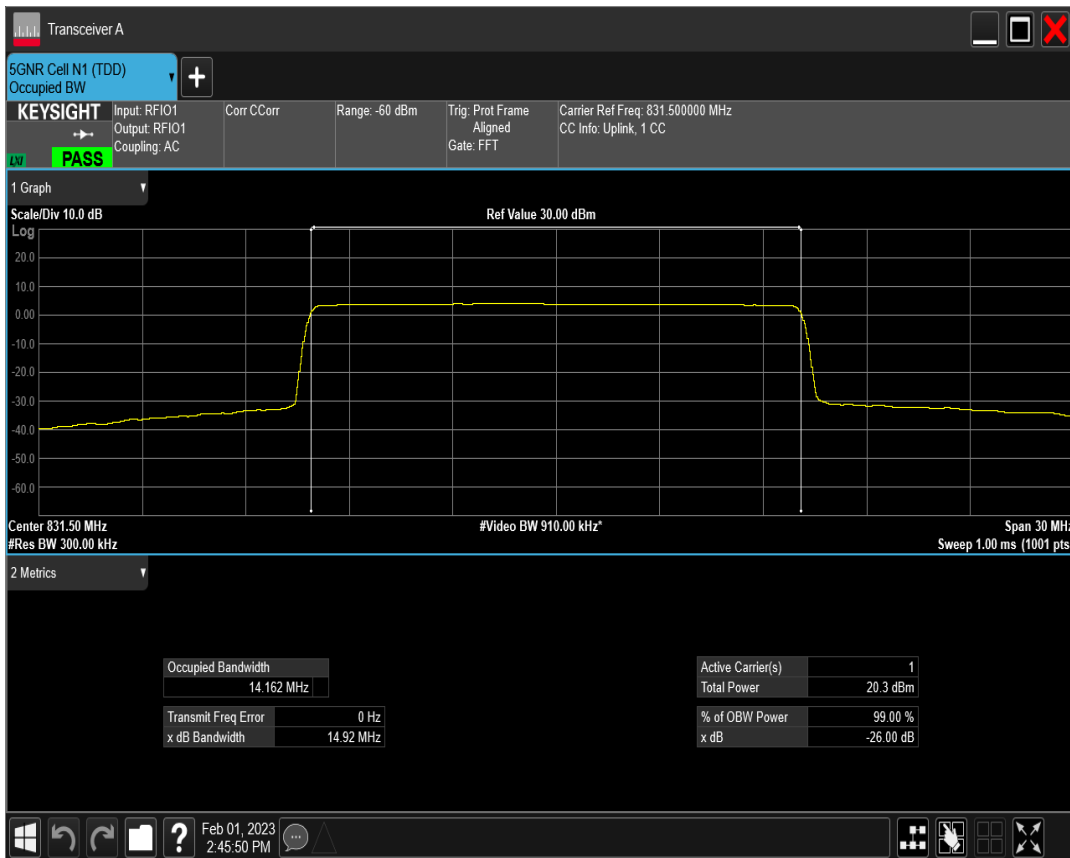 Transceiver A
5GNR Cell N1 (TDD)
Occupied BW
+
KEYSIGHT
LXI
PASS
Input: RFIO1
Output: RFIO1
Coupling: AC
Corr CCorr
Range: -60 dBm
Trig: Prot Frame
Aligned
Gate: FFT
Carrier Ref Freq: 831.500000 MHz
CC Info: Uplink, 1 CC
1 Graph
Scale/Div 10.0 dB
Ref Value 30.00 dBm
Log
20.0
10.0
0.00
-10.0
-20.0
-30.0
-40.0
-50.0
-60.0
Center 831.50 MHz
#Video BW 910.00 kHz*
Span 30 MHz
#Res BW 300.00 kHz
Sweep 1.00 ms (1001 pts
2 Metrics
Occupied Bandwidth
14.162 MHz
Transmit Freq Error 0 Hz
x dB Bandwidth 14.92 MHz
Active Carrier(s) 1
Total Power 20.3 dBm
% of OBW Power 99.00 %
x dB -26.00 dB
?
Feb 01, 2023
2:45:50 PM